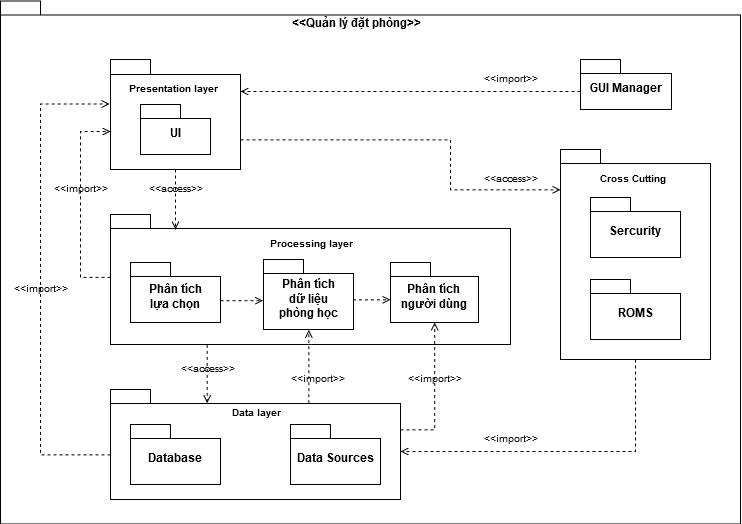 <<Quản lý đặt phòng>>
Presentation layer
UI
<<import>>
GUI Manager
<<import>>
<<access>>
<<access>>
Cross Cutting
Sercurity
ROMS
Processing layer
Phân tích
lựa chọn
Phân tích
dữ liệu
phòng học
Phân tích
người dùng
<<import>>
<<access>>
<<import>>
<<import>>
<<import>>
Data layer
Database
Data Sources